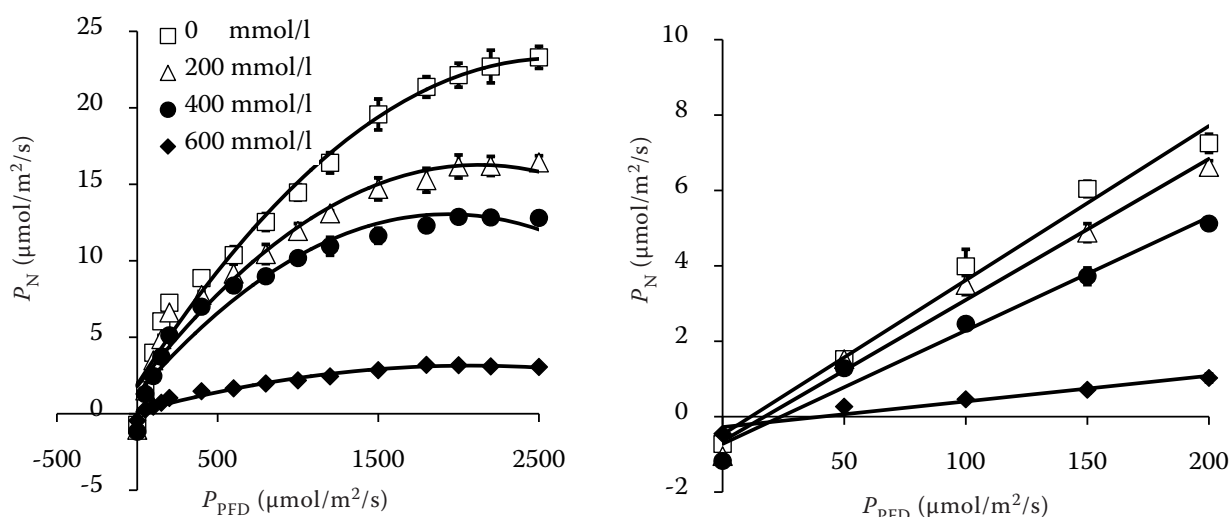 25
20
15
10
5
0
-5
-500
500
1500
2500
P_N (μmol/m²/s)
P_PFD (μmol/m²/s)
0 mmol/l
200 mmol/l
400 mmol/l
600 mmol/l
10
8
6
4
2
0
-2
50
100
150
200
P_N (μmol/m²/s)
P_PFD (μmol/m²/s)